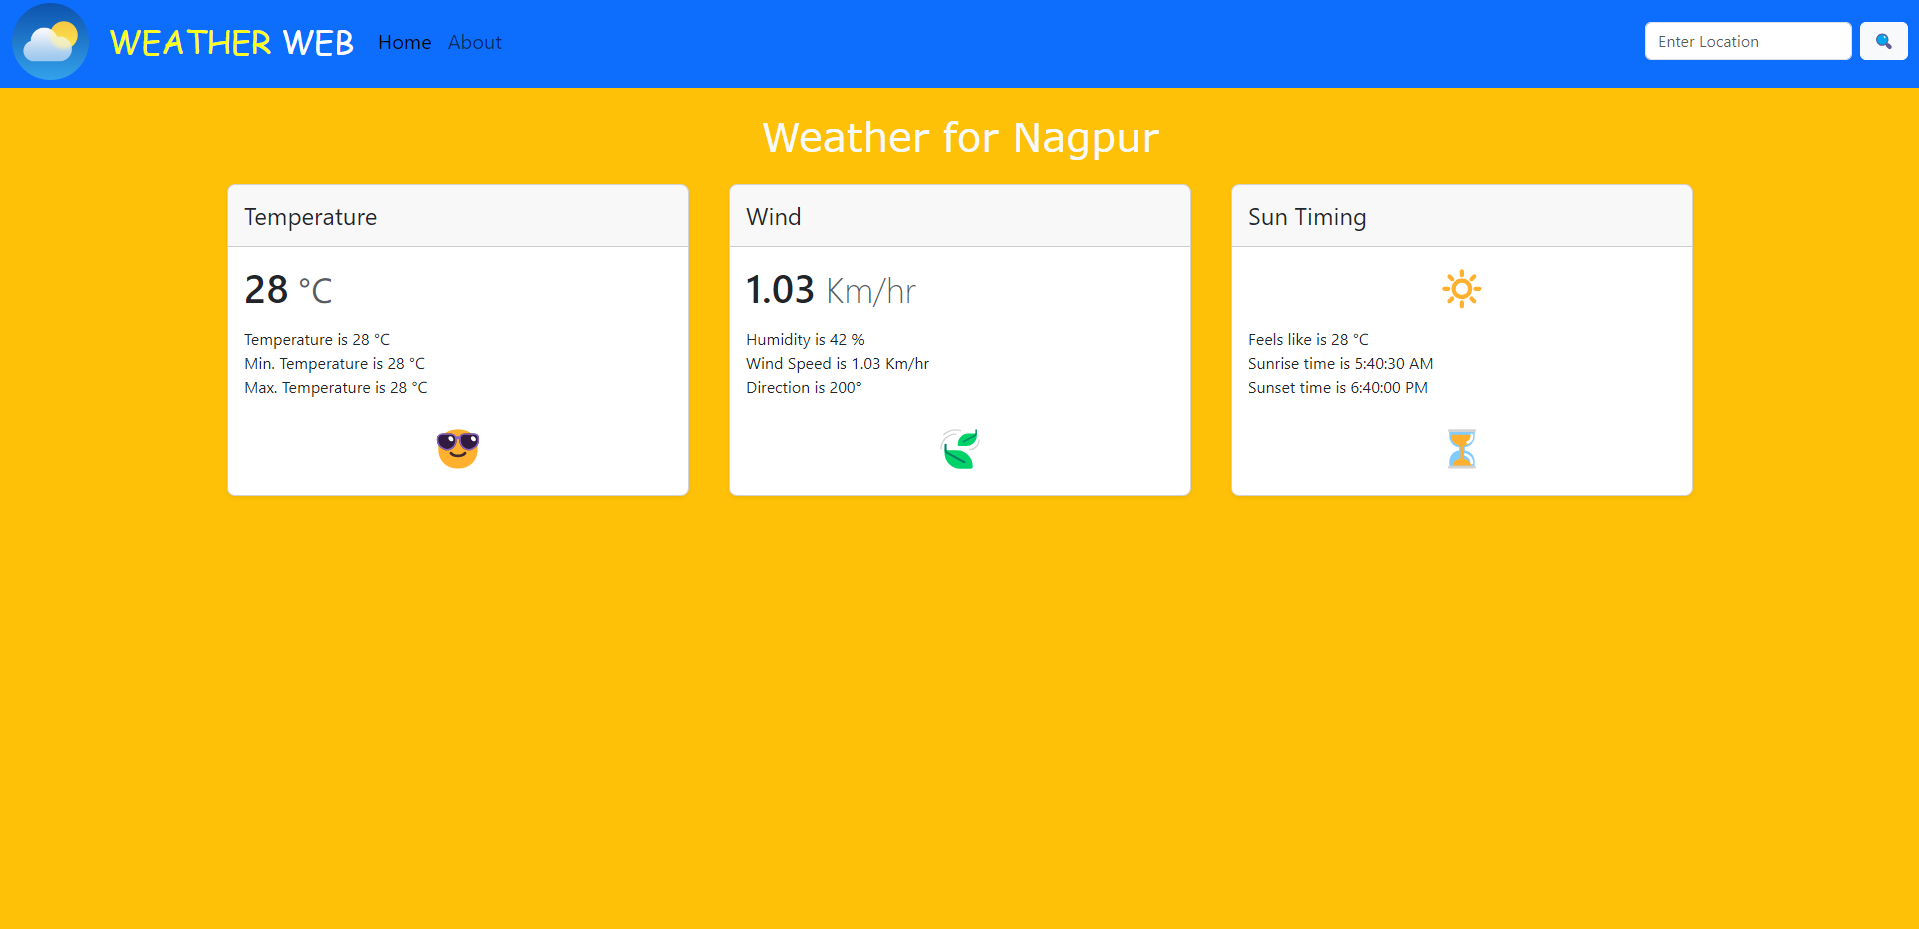 WEATHER WEB Home About Enter Location
Weather for Nagpur
Temperature
28 °C
Temperature is 28 °C
Min. Temperature is 28 °C
Max. Temperature is 28 °C
Wind
1.03 Km/hr
Humidity is 42 %
Wind Speed is 1.03 Km/hr
Direction is 200°
Sun Timing
Feels like is 28 °C
Sunrise time is 5:40:30 AM
Sunset time is 6:40:00 PM